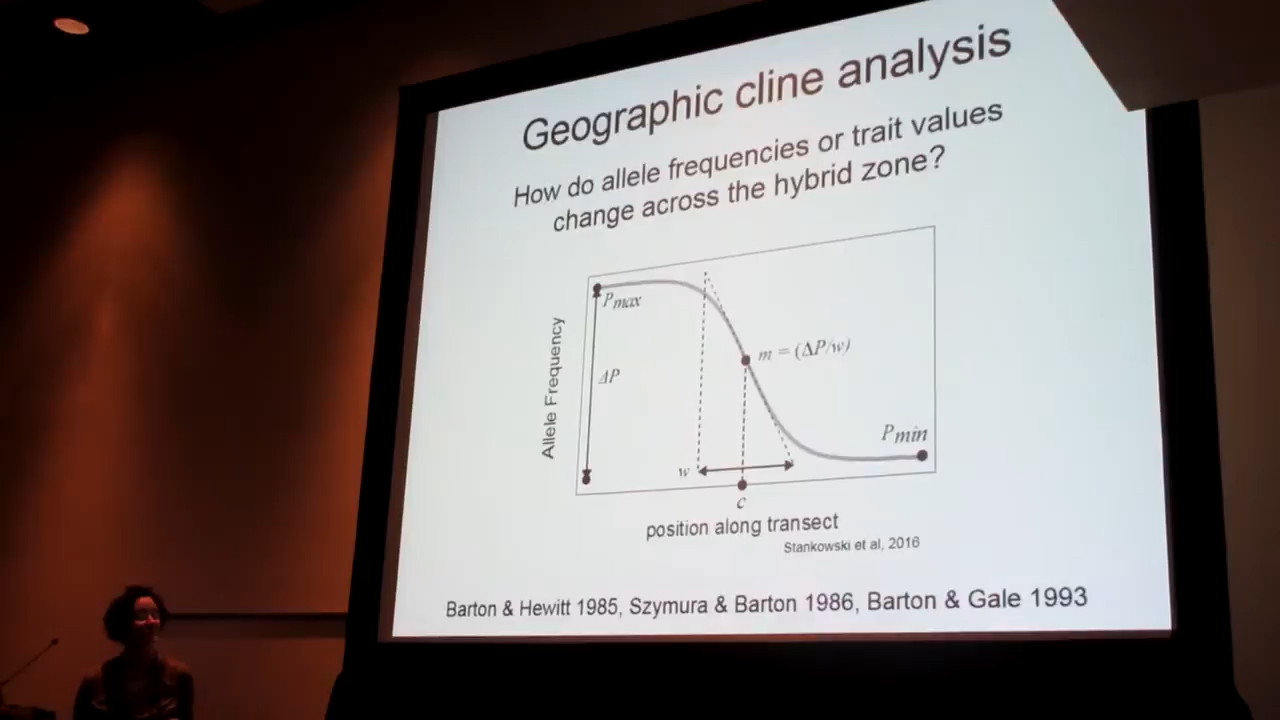 Geographic cline analysis
How do allele frequencies or trait values
change across the hybrid zone?
Allele Frequency
Pmax
ΔP
m = (ΔP/w)
Pmin
w
c
position along transect
Stankowski et al, 2016
Barton & Hewitt 1985, Szymura & Barton 1986, Barton & Gale 1993